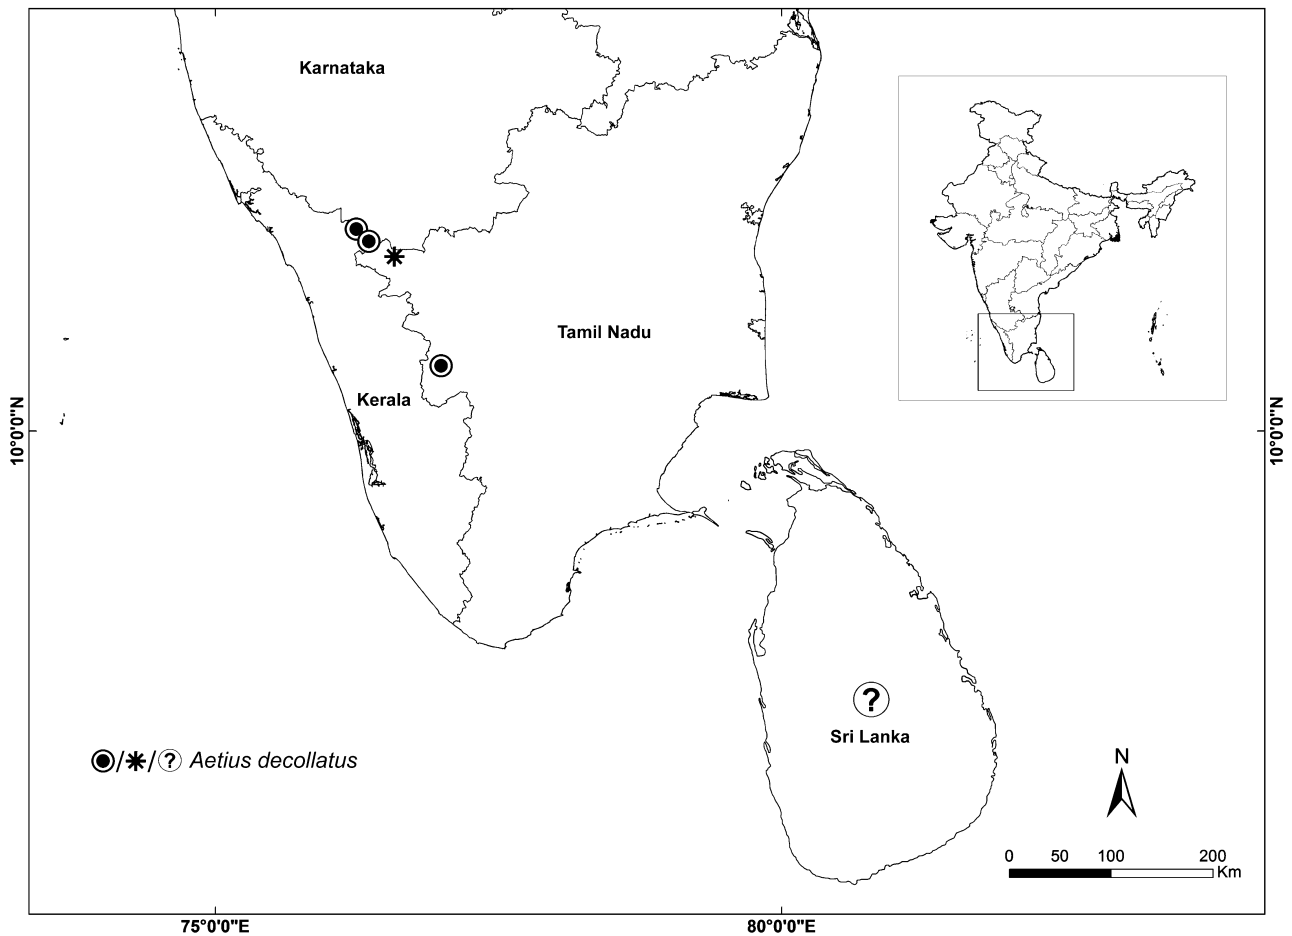 Karnataka
Tamil Nadu
Kerala
10°0'0"N
10°0'0"N
?
Sri Lanka
/ / ? Aetius decollatus
N
0 50 100 200
Km
75°0'0"E
80°0'0"E